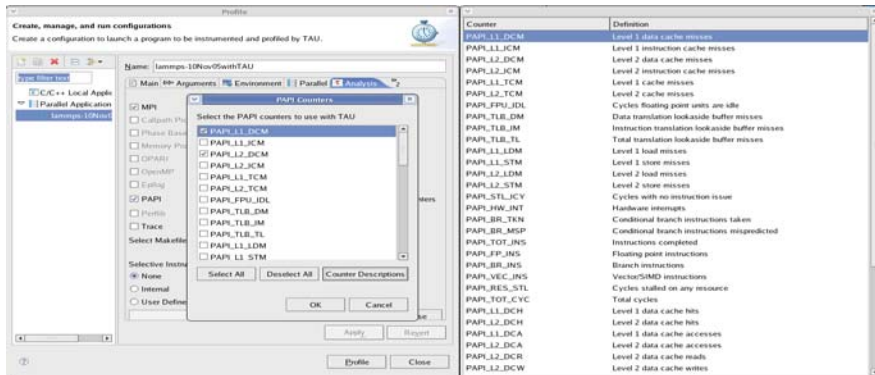 Profile
Create, manage, and run configurations
Create a configuration to launch a program to be instrumented and profiled by TAU.
type filter text
C/C++ Local Applic
Parallel Application
lammps-10Nov0
Name: lammps-10Nov05withTAU
Main
Arguments
Environment
Parallel
Analysis
MPI
Callpath Pr
Phase Base
Memory Pro
OPARI
OpenMP
Epilog
PAPI
Perflib
Trace
Select Makefile
Selective Instru
None
Internal
User Define
PAPI Counters
Select the PAPI counters to use with TAU
PAPI_L1_DCM
PAPI_L1_ICM
PAPI_L2_DCM
PAPI_L2_ICM
PAPI_L1_TCM
PAPI_L2_TCM
PAPI_FPU_IDL
PAPI_TLB_DM
PAPI_TLB_IM
PAPI_TLB_TL
PAPI_L1_LDM
PAPI_L1_STM
Select All
Deselect All
Counter Descriptions
OK
Cancel
Apply
Revert
Profile
Close
Counter Definition
PAPI_L1_DCM Level 1 data cache misses
PAPI_L1_ICM Level 1 instruction cache misses
PAPI_L2_DCM Level 2 data cache misses
PAPI_L2_ICM Level 2 instruction cache misses
PAPI_L1_TCM Level 1 cache misses
PAPI_L2_TCM Level 2 cache misses
PAPI_FPU_IDL Cycles floating point units are idle
PAPI_TLB_DM Data translation lookaside buffer misses
PAPI_TLB_IM Instruction translation lookaside buffer misses
PAPI_TLB_TL Total translation lookaside buffer misses
PAPI_L1_LDM Level 1 load misses
PAPI_L1_STM Level 1 store misses
PAPI_L2_LDM Level 2 load misses
PAPI_L2_STM Level 2 store misses
PAPI_STL_ICY Cycles with no instruction issue
PAPI_HW_INT Hardware interrupts
PAPI_BR_TKN Conditional branch instructions taken
PAPI_BR_MSP Conditional branch instructions mispredicted
PAPI_TOT_INS Instructions completed
PAPI_FP_INS Floating point instructions
PAPI_BR_INS Branch instructions
PAPI_VEC_INS Vector/SIMD instructions
PAPI_RES_STL Cycles stalled on any resource
PAPI_TOT_CYC Total cycles
PAPI_L1_DCH Level 1 data cache hits
PAPI_L2_DCH Level 2 data cache hits
PAPI_L1_DCA Level 1 data cache accesses
PAPI_L2_DCA Level 2 data cache accesses
PAPI_L2_DCR Level 2 data cache reads
PAPI_L2_DCW Level 2 data cache writes